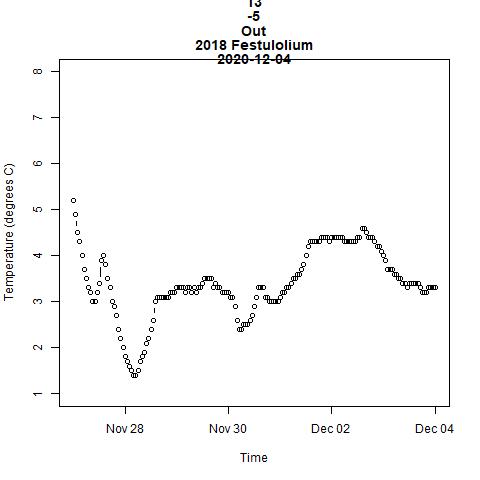 13
-5
Out
2018 Festulolium
2020-12-04
8
7
6
5
4
3
2
1
Temperature (degrees C)
Nov 28 Nov 30 Dec 02 Dec 04
Time